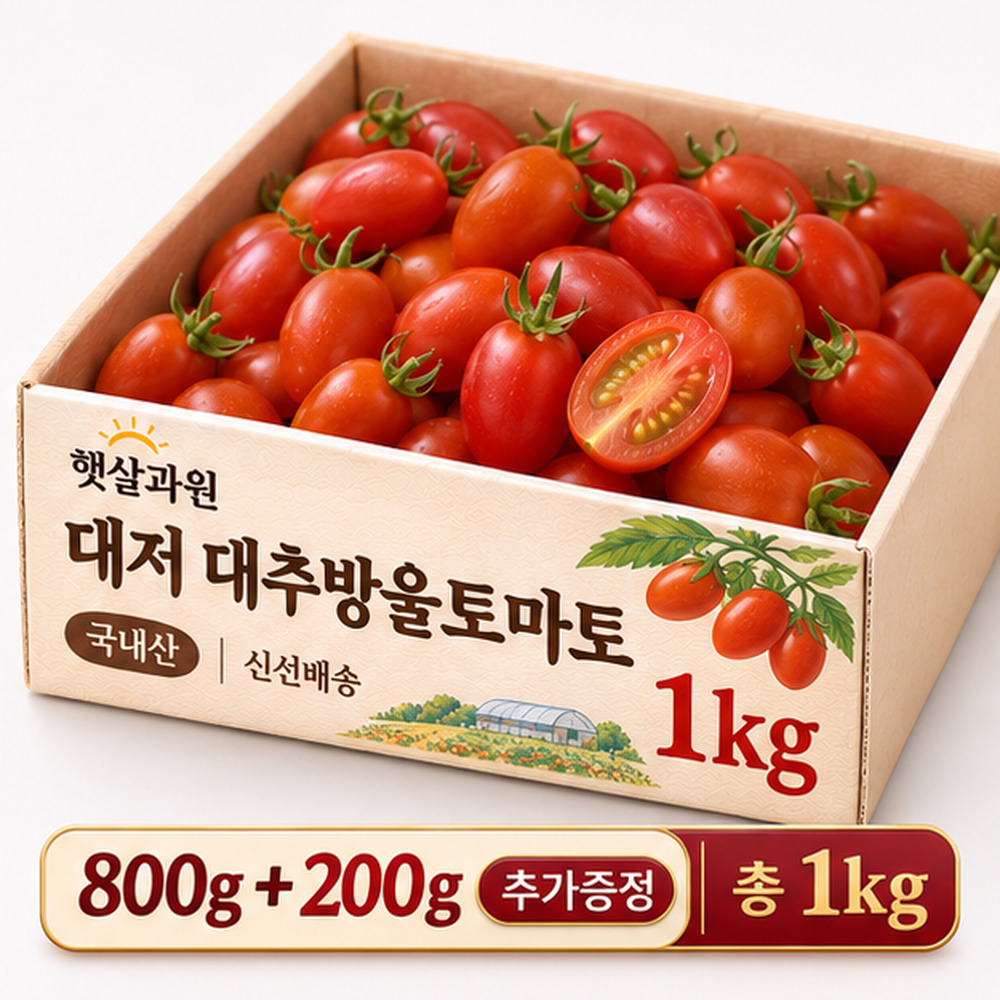 햇살과원
대저 대추방울토마토
국내산 | 신선배송
1kg
800g + 200g 추가증정 | 총 1kg